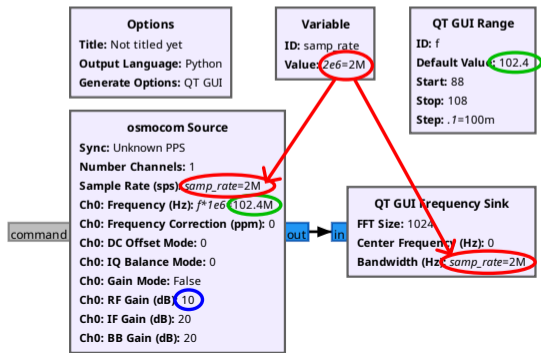 Options
Title: Not titled yet
Output Language: Python
Generate Options: QT GUI
Variable
ID: samp_rate
Value: 2e6=2M
QT GUI Range
ID: f
Default Value: 102.4
Start: 88
Stop: 108
Step: .1=100m
osmocom Source
Sync: Unknown PPS
Number Channels: 1
Sample Rate (sps): samp_rate=2M
Ch0: Frequency (Hz): f*1e6=102.4M
Ch0: Frequency Correction (ppm): 0
Ch0: DC Offset Mode: 0
Ch0: IQ Balance Mode: 0
Ch0: Gain Mode: False
Ch0: RF Gain (dB): 10
Ch0: IF Gain (dB): 20
Ch0: BB Gain (dB): 20
command
out
in
QT GUI Frequency Sink
FFT Size: 1024
Center Frequency (Hz): 0
Bandwidth (Hz): samp_rate=2M